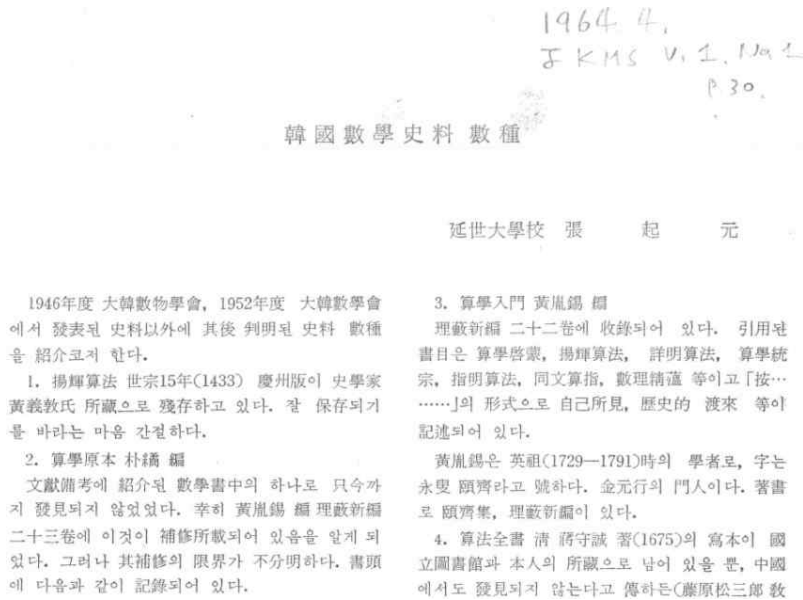 1964. 4.
J KMS V. 1. No 1
P. 30.
韓國數學史料 數種
延世大學校 張 起 元
1946年度 大韓數物學會, 1952年度 大韓數學會
에서 發表된 史料以外에 其後 判明된 史料 數種
을 紹介코저 한다.
1. 揚輝算法 世宗15年(1433) 慶州版이 史學家
黃義敦氏 所藏으로 殘存하고 있다. 잘 保存되기
를 바라는 마음 간절하다.
2. 算學原本 朴繘 編
文獻備考에 紹介된 數學書中의 하나로 只今까
지 發見되지 않었었다. 幸히 黃胤錫 編 理藪新編
二十三卷에 이것이 補修所載되어 있음을 알게 되
었다. 그러나 其補修의 限界가 不分明하다. 書頭
에 다음과 같이 記錄되어 있다.
3. 算學入門 黃胤錫 編
理藪新編 二十二卷에 收錄되어 있다. 引用된
書目은 算學啓蒙, 揚輝算法, 詳明算法, 算學統
宗, 指明算法, 同文算指, 數理精蘊 等이고 「按…
……」의 形式으로 自己所見, 歷史的 渡來 等이
記述되어 있다.
黃胤錫은 英祖(1729—1791)時의 學者로, 字는
永叟 頤齊라고 號하다. 金元行의 門人이다. 著書
로 頤齊集, 理藪新編이 있다.
4. 算法全書 清 蔣守誠 著(1675)의 寫本이 國
立圖書館과 本人의 所藏으로 남어 있을 뿐, 中國
에서도 發見되지 않는다고 傳하든(藤原松三郎 敎